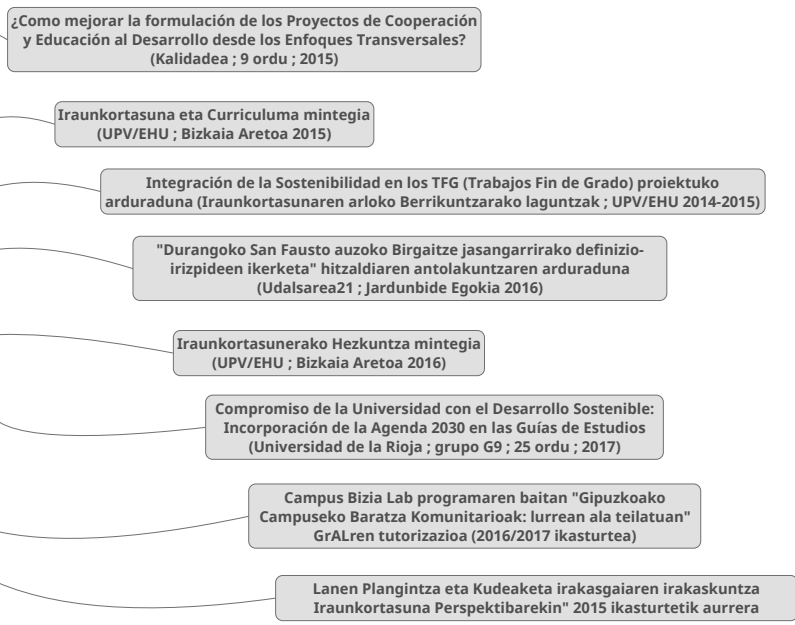 ¿Como mejorar la formulación de los Proyectos de Cooperación
y Educación al Desarrollo desde los Enfoques Transversales?
(Kalidadea ; 9 ordu ; 2015)
Iraunkortasuna eta Curriculuma mintegia
(UPV/EHU ; Bizkaia Aretoa 2015)
Integración de la Sostenibilidad en los TFG (Trabajos Fin de Grado) proiektuko
arduraduna (Iraunkortasunaren arloko Berrikuntzarako laguntzak ; UPV/EHU 2014-2015)
"Durangoko San Fausto auzoko Birgaitze jasangarrirako definizio-
irizpideen ikerketa" hitzaldiaren antolakuntzaren arduraduna
(Udalsarea21 ; Jardunbide Egokia 2016)
Iraunkortasunerako Hezkuntza mintegia
(UPV/EHU ; Bizkaia Aretoa 2016)
Compromiso de la Universidad con el Desarrollo Sostenible:
Incorporación de la Agenda 2030 en las Guías de Estudios
(Universidad de la Rioja ; grupo G9 ; 25 ordu ; 2017)
Campus Bizia Lab programaren baitan "Gipuzkoako
Campuseko Baratza Komunitarioak: lurrean ala teilatuan"
GrALren tutorizazioa (2016/2017 ikasturtea)
Lanen Plangintza eta Kudeaketa irakasgaiaren irakaskuntza
Iraunkortasuna Perspektibarekin" 2015 ikasturtetik aurrera